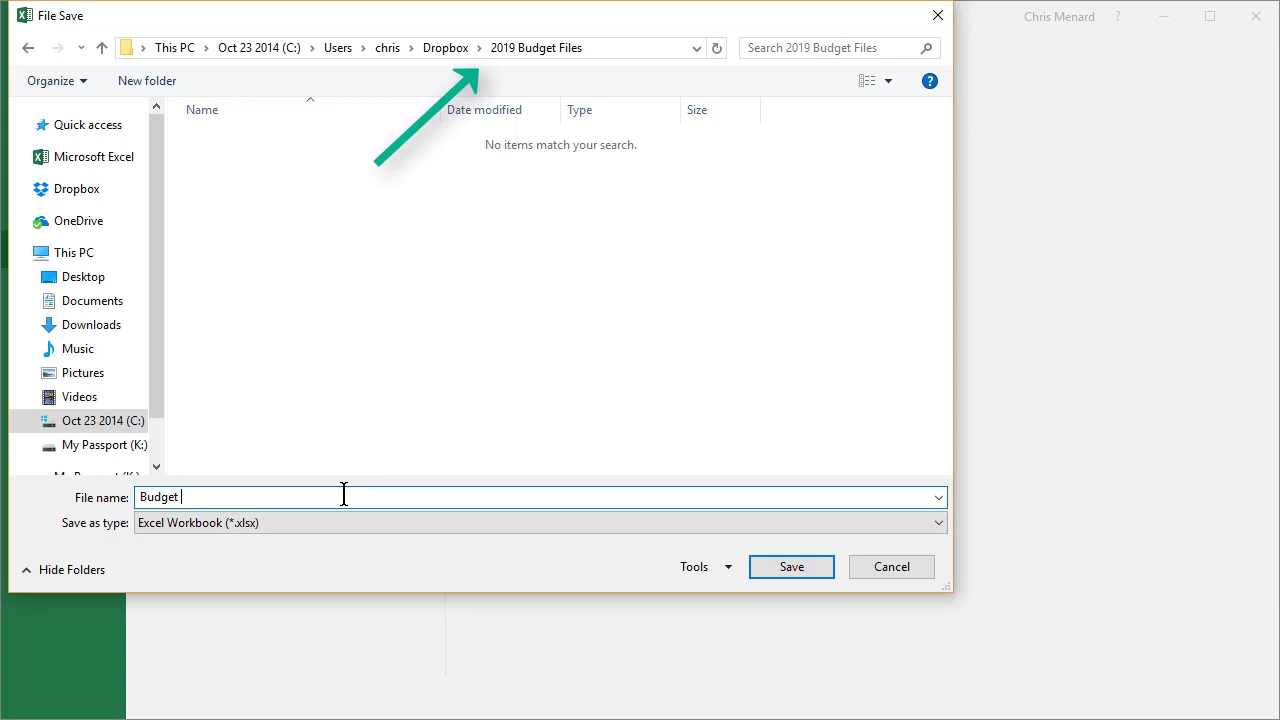 File Save
Chris Menard ?
This PC Oct 23 2014 (C:) Users chris Dropbox 2019 Budget Files
Search 2019 Budget Files
Organize New folder
?
Name Date modified Type Size
No items match your search.
Quick access
Microsoft Excel
Dropbox
OneDrive
This PC
Desktop
Documents
Downloads
Music
Pictures
Videos
Oct 23 2014 (C:)
My Passport (K:)
My Passport (K:)
File name: Budget
Save as type: Excel Workbook (*.xlsx)
Hide Folders
Tools Save Cancel